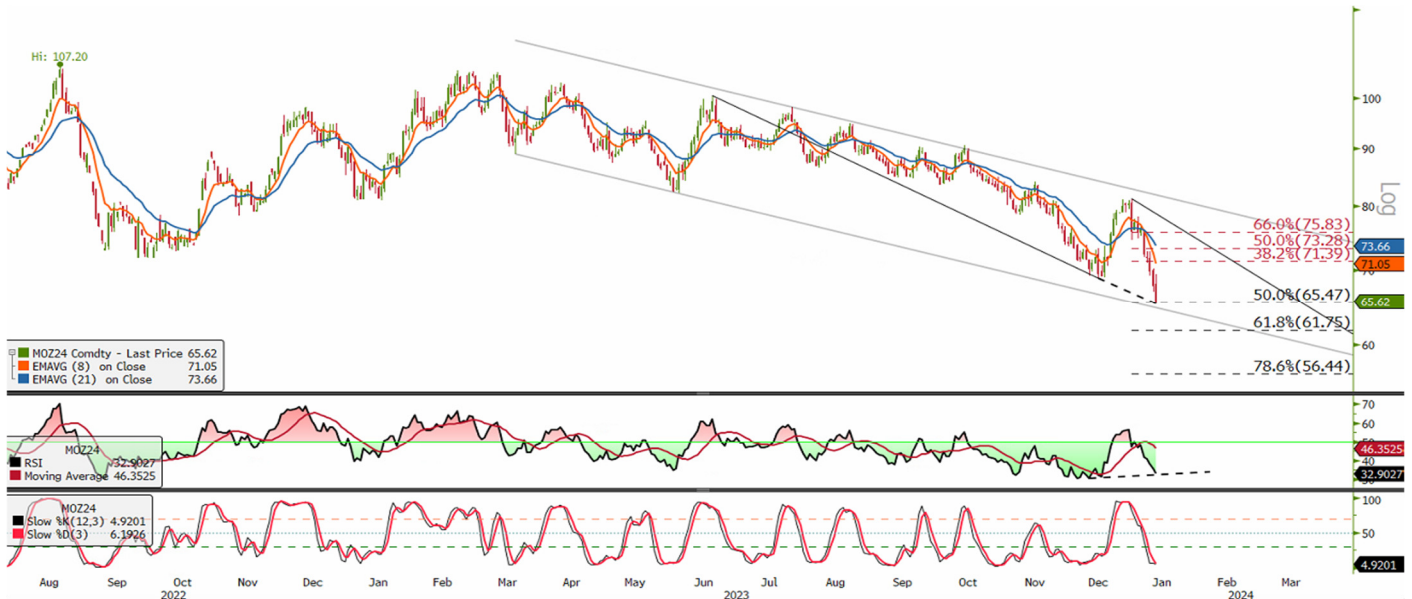 Hi: 107.20
100
90
80
70
60
Log
66.0%(75.83)
50.0%(73.28)
38.2%(71.39)
50.0%(65.47)
61.8%(61.75)
78.6%(56.44)
73.66
71.05
65.62
MOZ24 Comdty - Last Price 65.62
EMAVG (8) on Close 71.05
EMAVG (21) on Close 73.66
70
60
50
40
30
46.3525
32.9027
MOZ24
RSI 32.9027
Moving Average 46.3525
100
50
4.9201
MOZ24
Slow %K(12,3) 4.9201
Slow %D(3) 6.1926
Aug Sep Oct Nov Dec Jan Feb Mar Apr May Jun Jul Aug Sep Oct Nov Dec Jan Feb Mar
2022 2023 2024